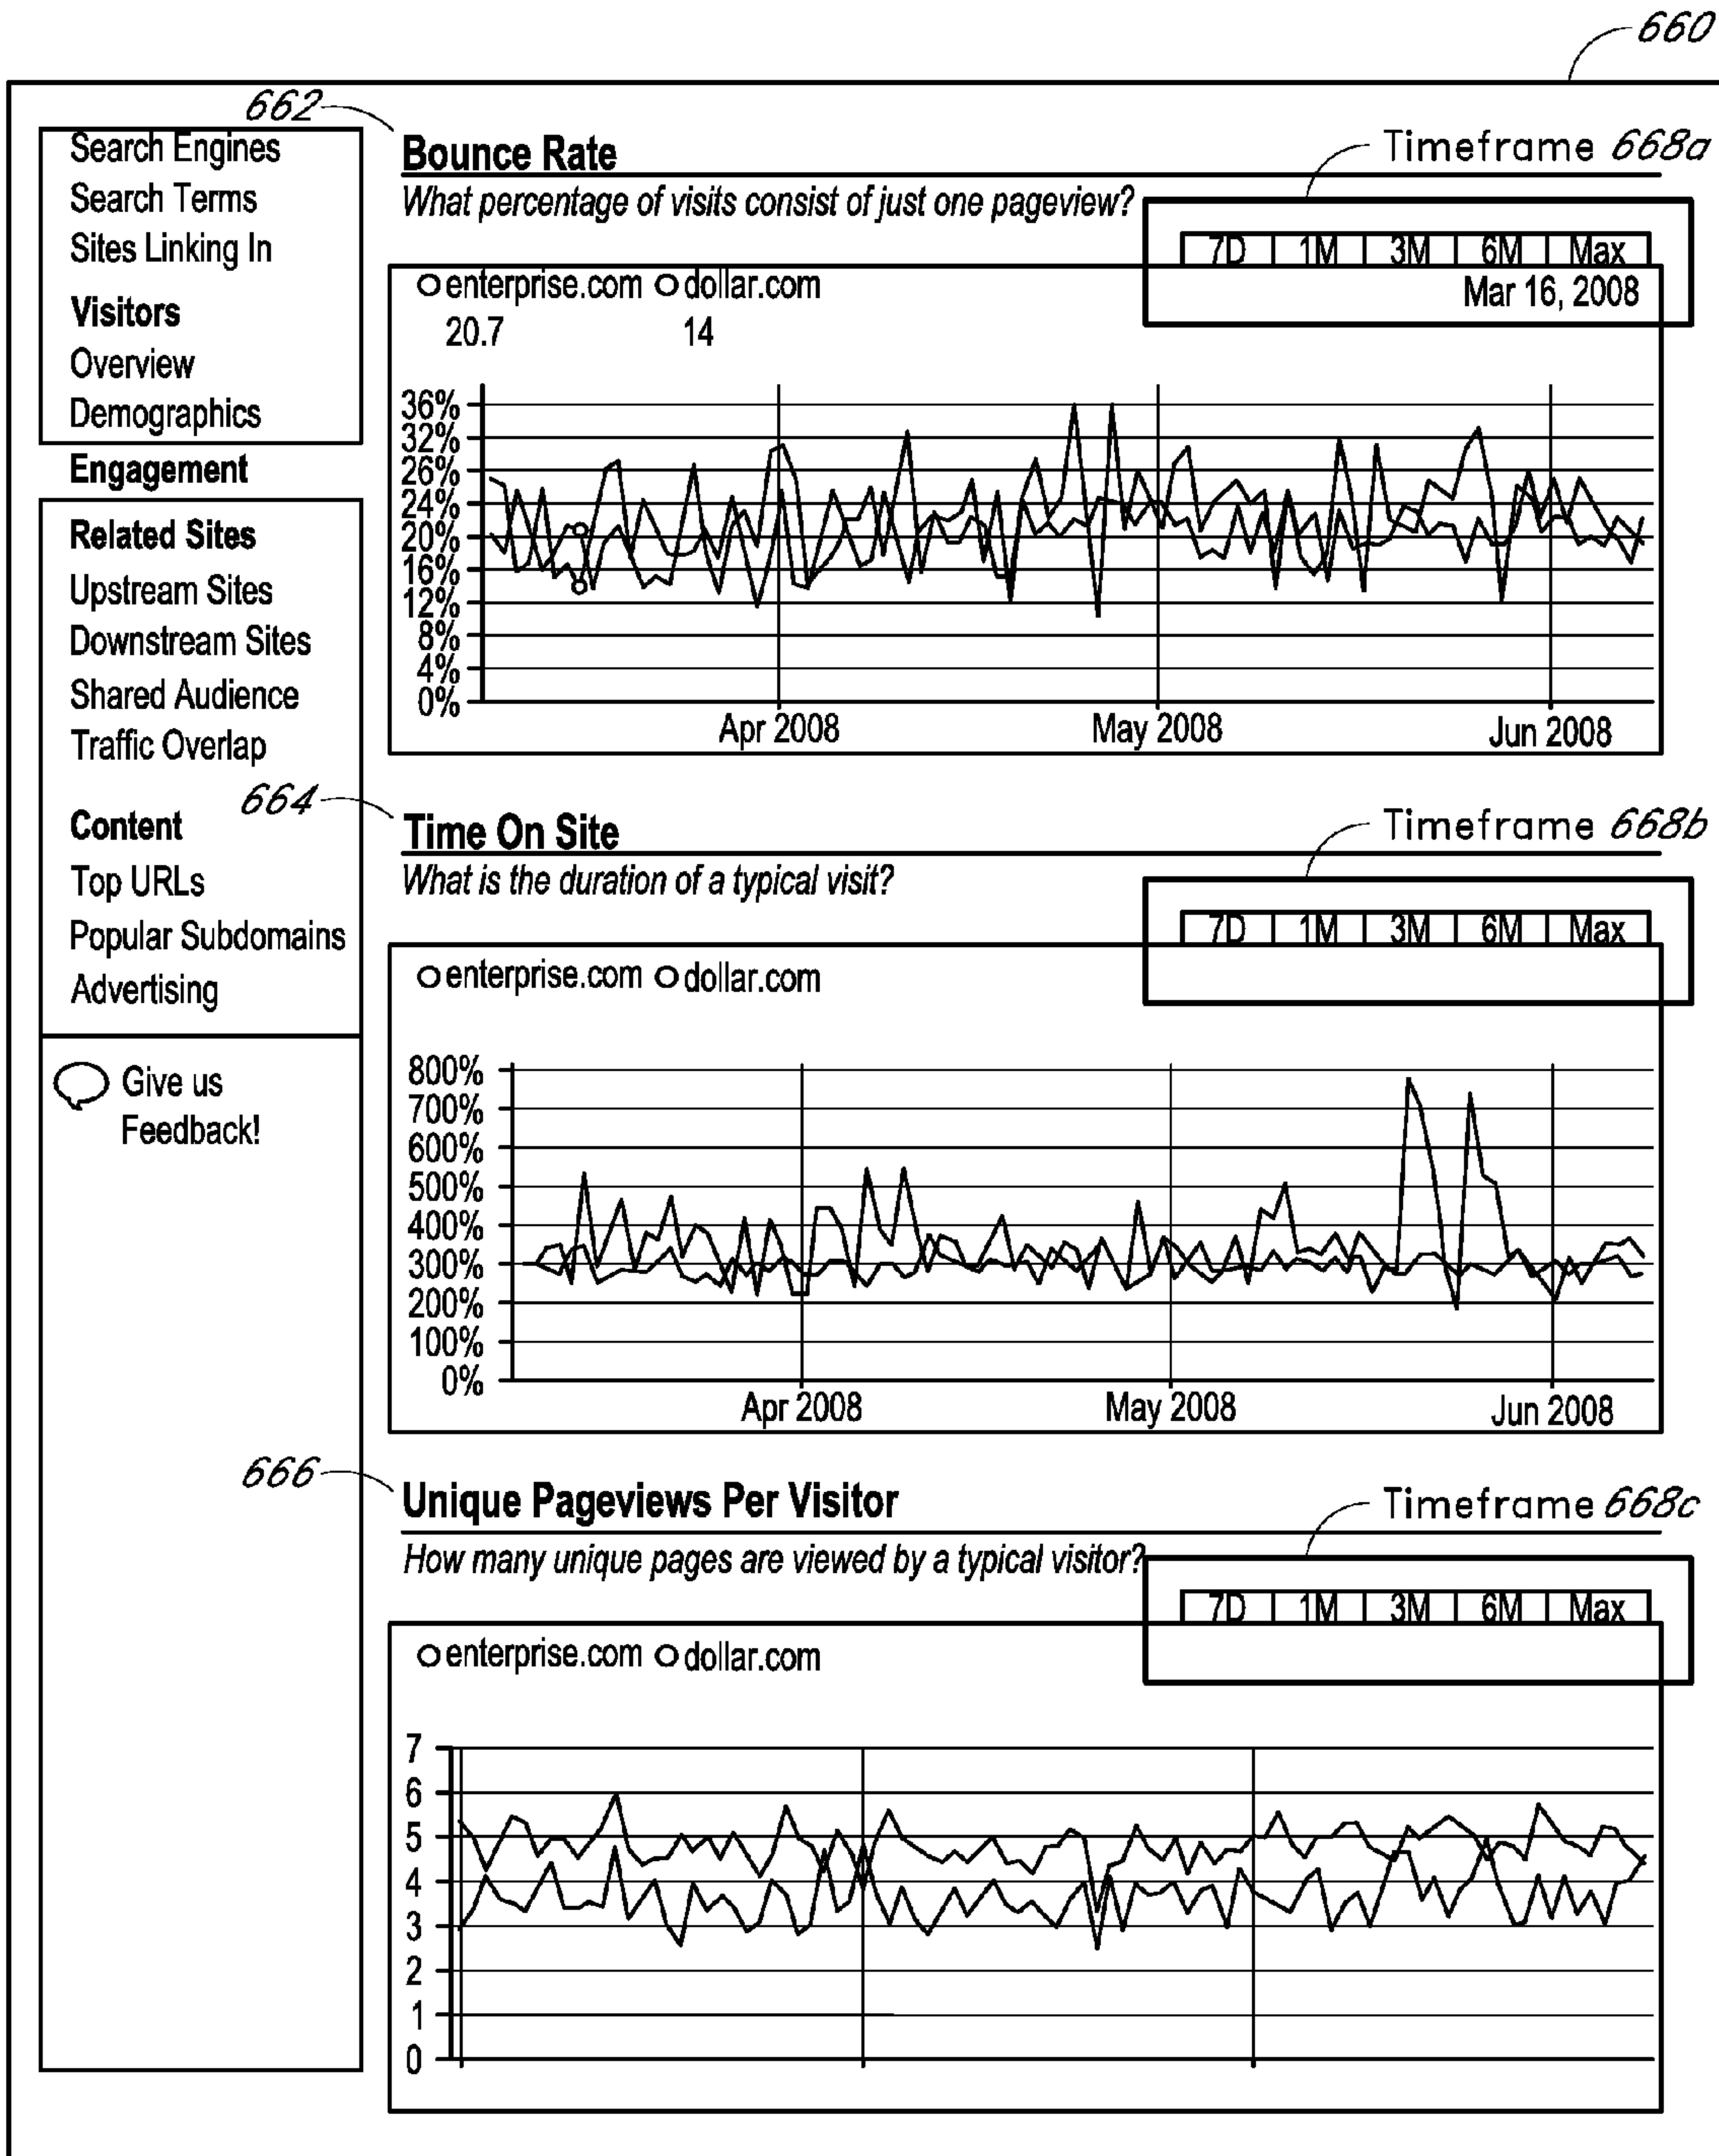 660
662
Search Engines
Search Terms
Sites Linking In
Visitors
Overview
Demographics
Engagement
Related Sites
Upstream Sites
Downstream Sites
Shared Audience
Traffic Overlap
Content
Top URLs
Popular Subdomains
Advertising
Give us
Feedback!
Bounce Rate
Timeframe 668a
What percentage of visits consist of just one pageview?
7D 1M 3M 6M Max
enterprise.com dollar.com
Mar 16, 2008
20.7 14
36%
32%
26%
24%
20%
16%
12%
8%
4%
0%
Apr 2008 May 2008 Jun 2008
664
Time On Site
Timeframe 668b
What is the duration of a typical visit?
7D 1M 3M 6M Max
enterprise.com dollar.com
800%
700%
600%
500%
400%
300%
200%
100%
0%
Apr 2008 May 2008 Jun 2008
666
Unique Pageviews Per Visitor
Timeframe 668c
How many unique pages are viewed by a typical visitor?
7D 1M 3M 6M Max
enterprise.com dollar.com
7
6
5
4
3
2
1
0